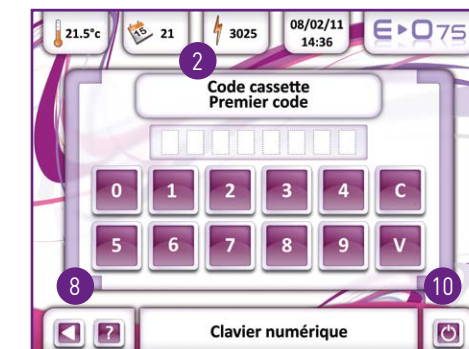 21.5°c 21 3025 08/02/11 E▸O75
14:36
2
Code cassette
Premier code
0 1 2 3 4 C
5 6 7 8 9 V
8 10
? Clavier numérique